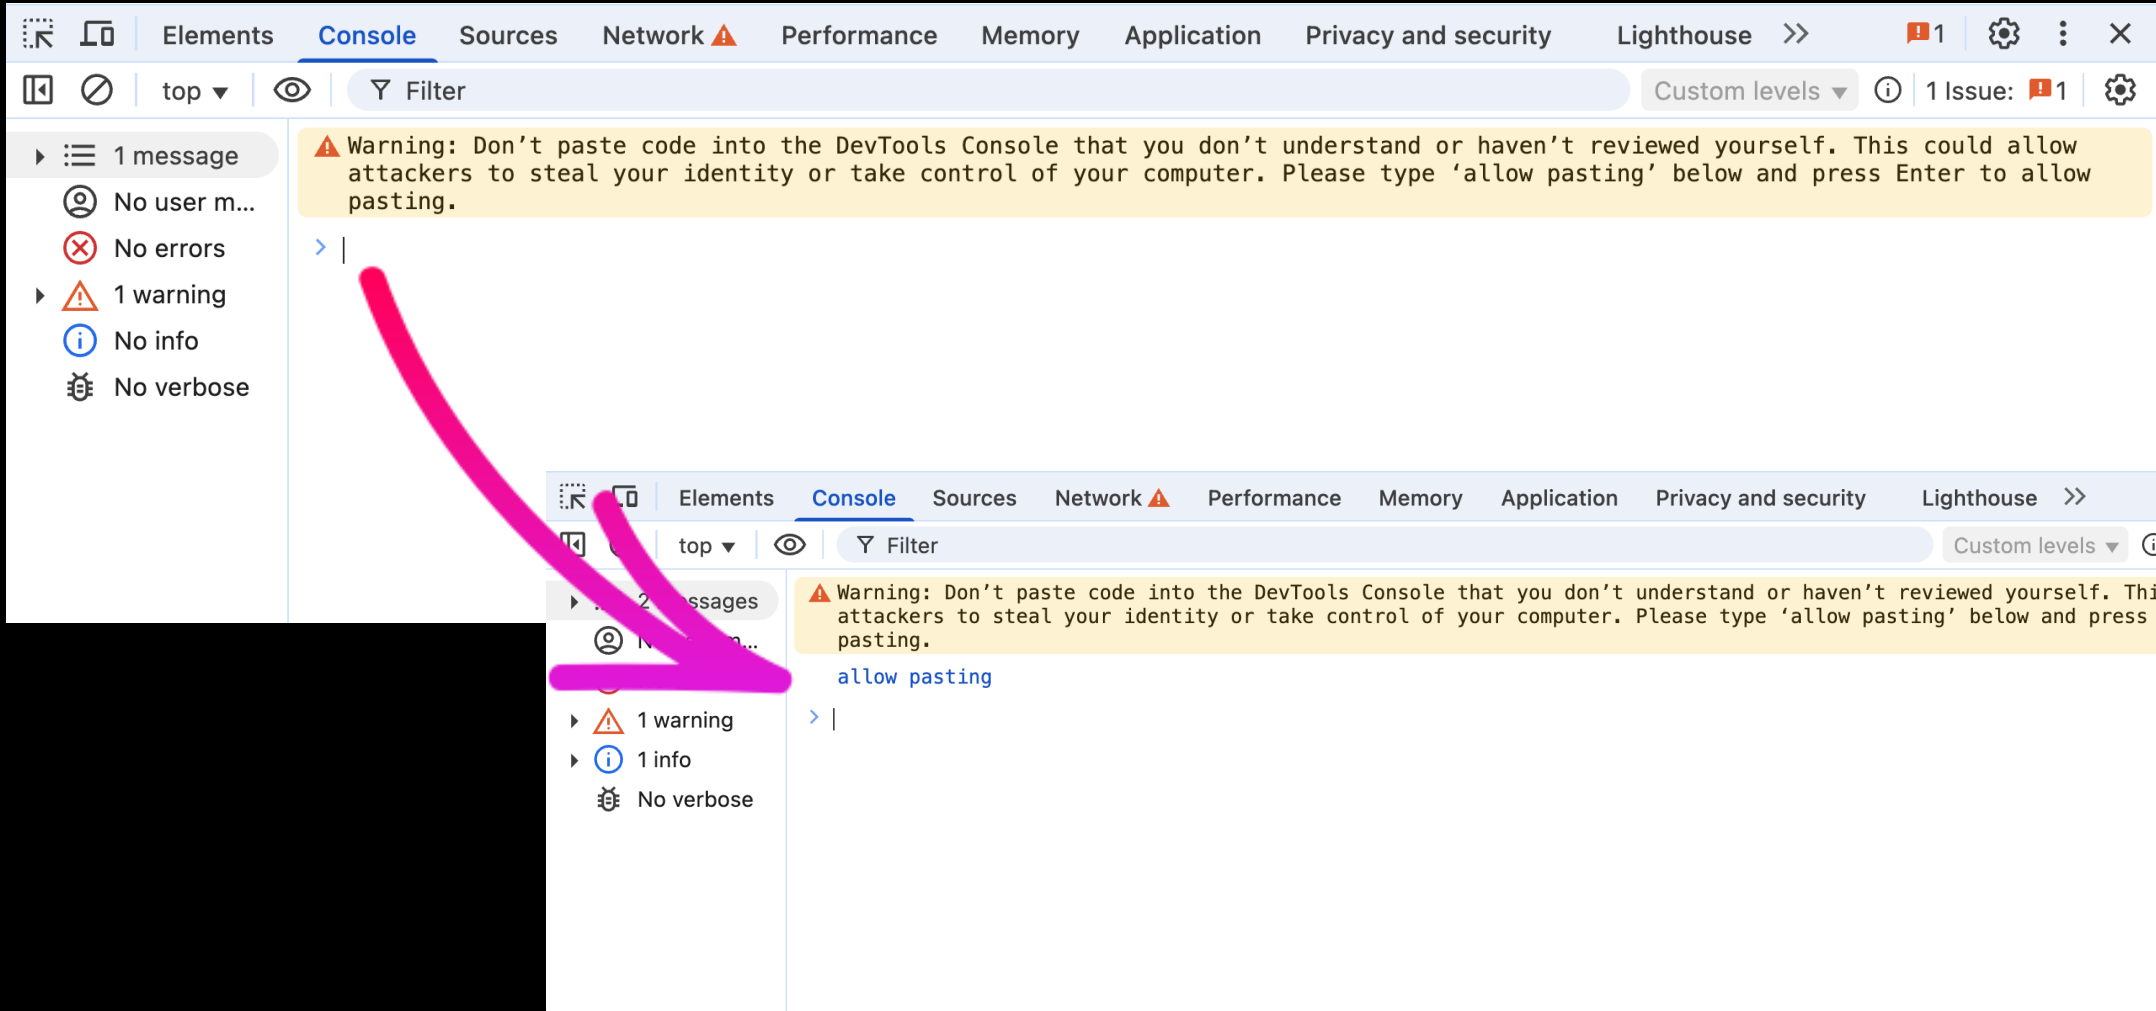 Elements Console Sources Network Performance Memory Application Privacy and security Lighthouse 1
top Filter Custom levels 1 Issue: 1
1 message
No user m...
No errors
1 warning
No info
No verbose
Warning: Don’t paste code into the DevTools Console that you don’t understand or haven’t reviewed yourself. This could allow
attackers to steal your identity or take control of your computer. Please type ‘allow pasting’ below and press Enter to allow
pasting.
Elements Console Sources Network Performance Memory Application Privacy and security Lighthouse
top Filter Custom levels
1 warning
1 info
No verbose
Warning: Don’t paste code into the DevTools Console that you don’t understand or haven’t reviewed yourself.
attackers to steal your identity or take control of your computer. Please type ‘allow pasting’ below and press
pasting.
allow pasting